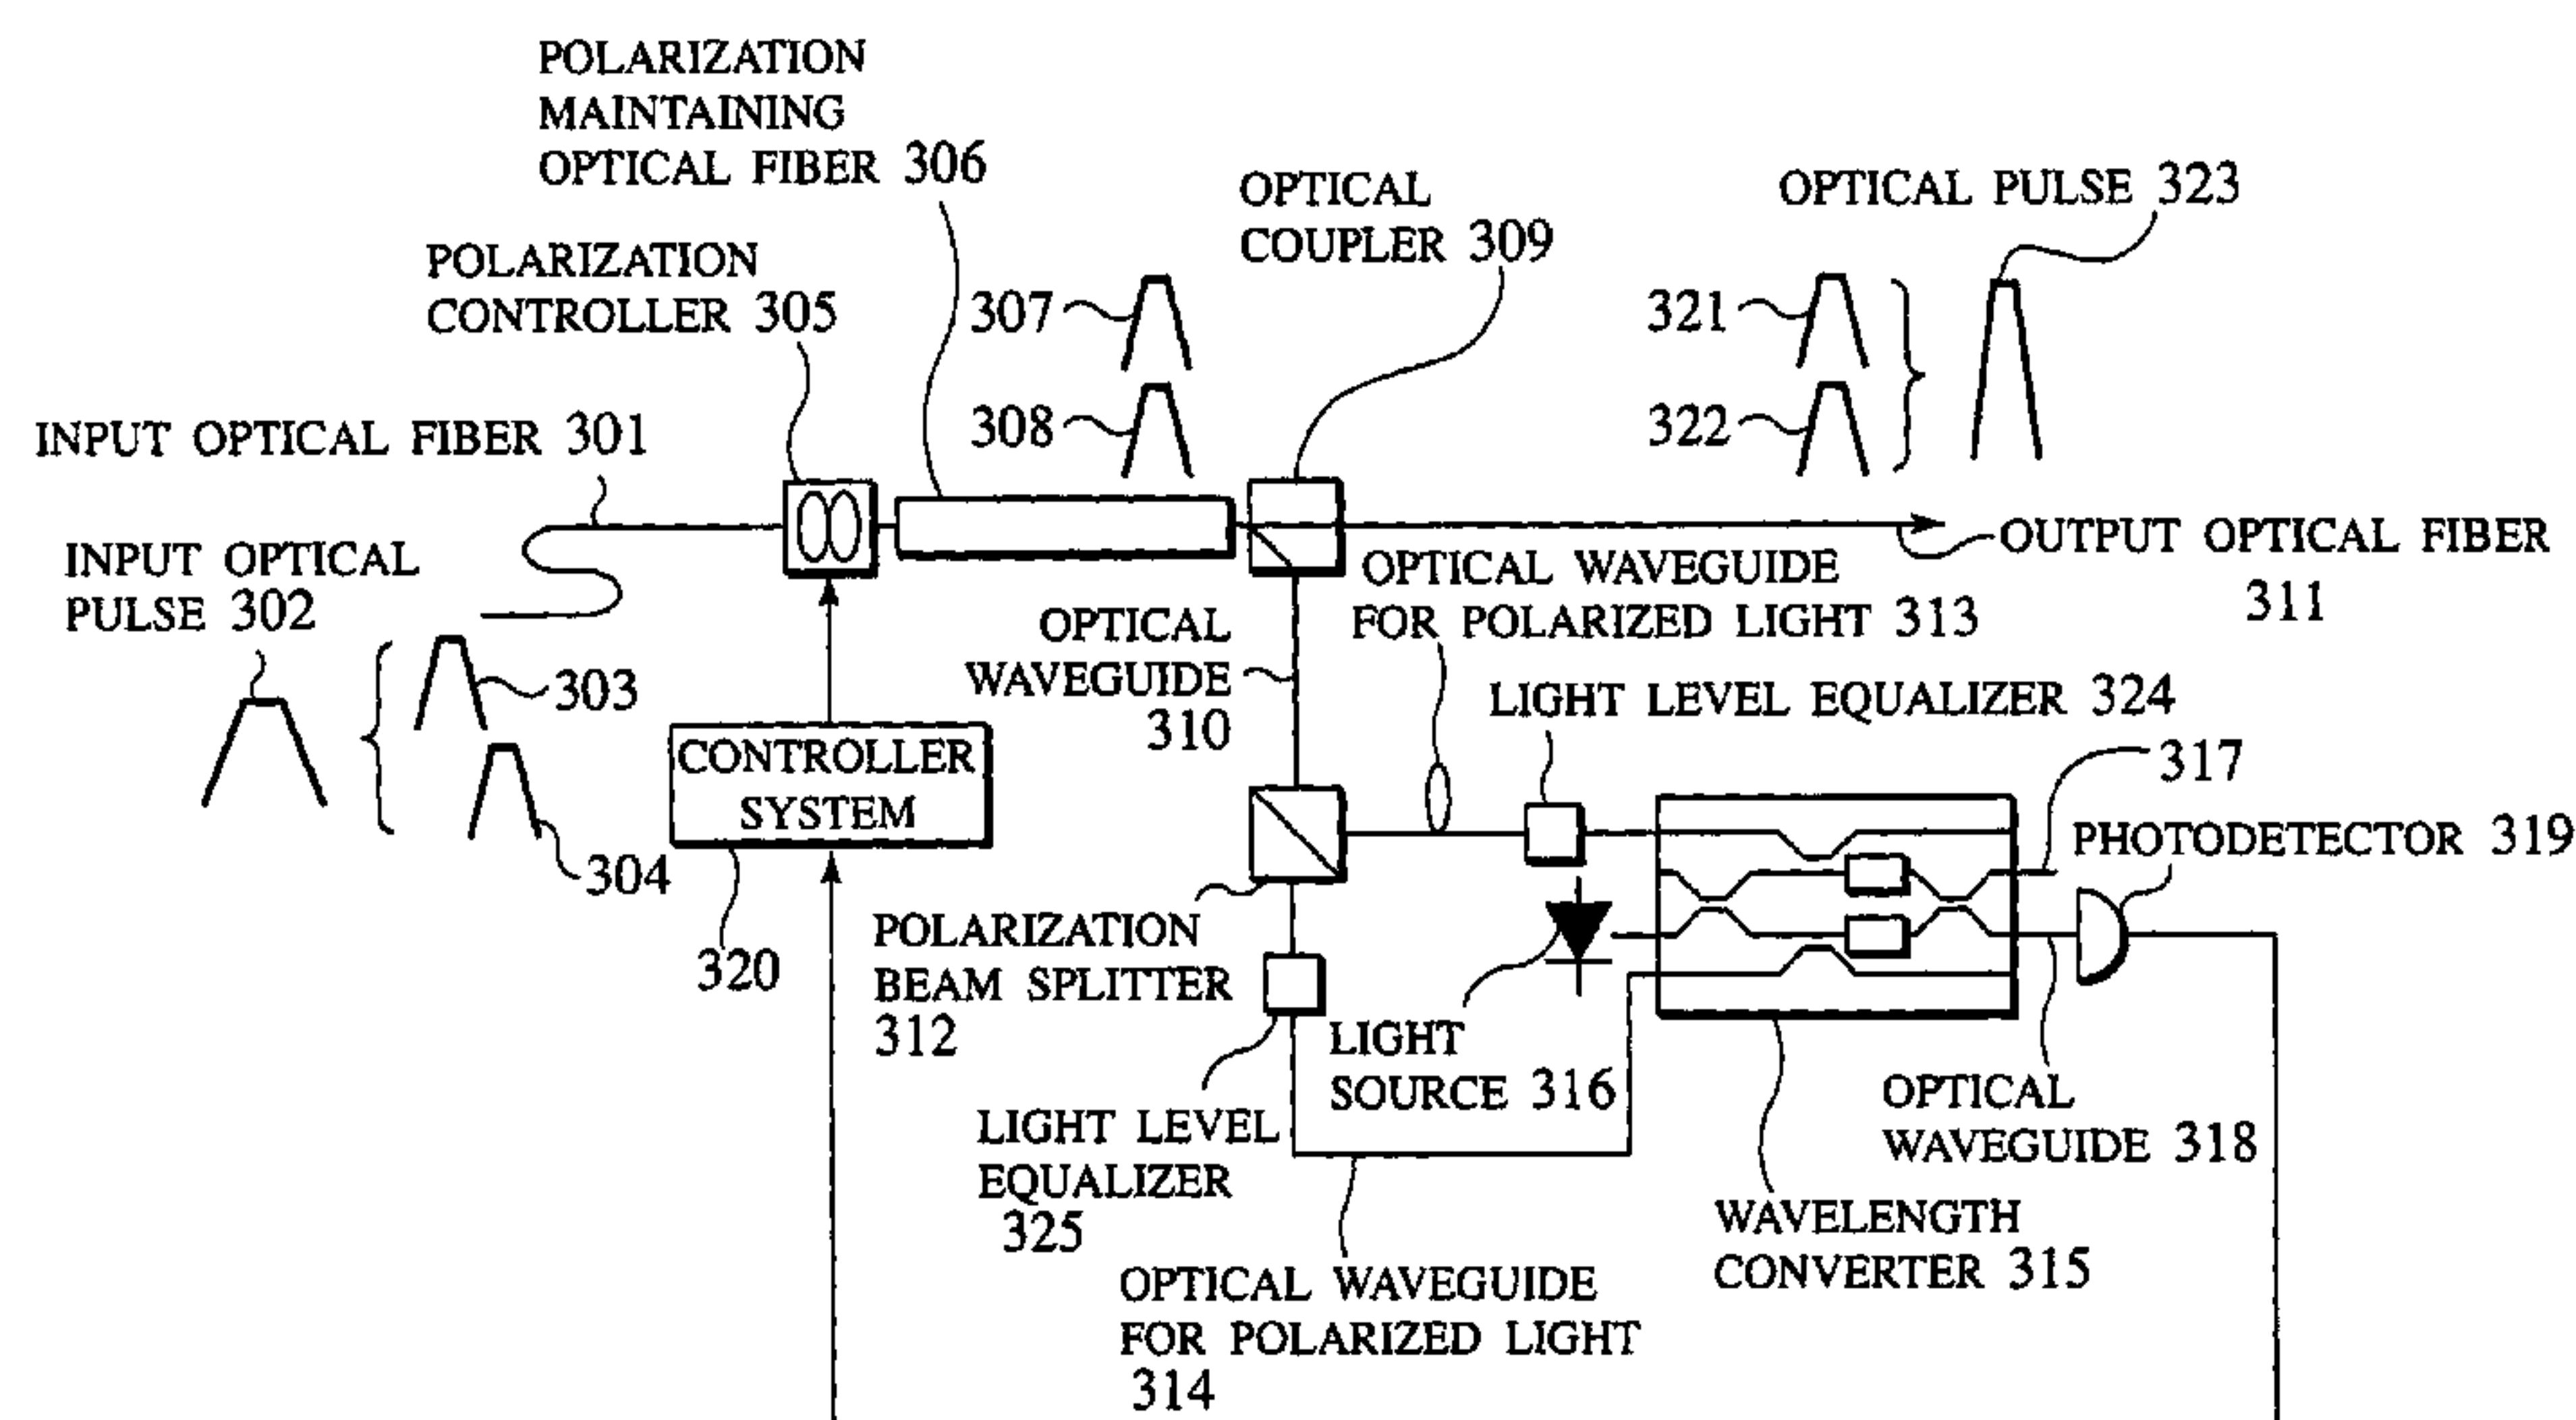 POLARIZATION
MAINTAINING
OPTICAL FIBER 306
OPTICAL
COUPLER 309
OPTICAL PULSE 323
POLARIZATION
CONTROLLER 305
307
308
321
322
INPUT OPTICAL FIBER 301
INPUT OPTICAL
PULSE 302
303
304
OUTPUT OPTICAL FIBER
311
OPTICAL WAVEGUIDE
FOR POLARIZED LIGHT 313
OPTICAL
WAVEGUIDE
310
LIGHT LEVEL EQUALIZER 324
317
CONTROLLER
SYSTEM
320
PHOTODETECTOR 319
POLARIZATION
BEAM SPLITTER
312
LIGHT
SOURCE 316
LIGHT LEVEL
EQUALIZER
325
OPTICAL
WAVEGUIDE 318
WAVELENGTH
CONVERTER 315
OPTICAL WAVEGUIDE
FOR POLARIZED LIGHT
314